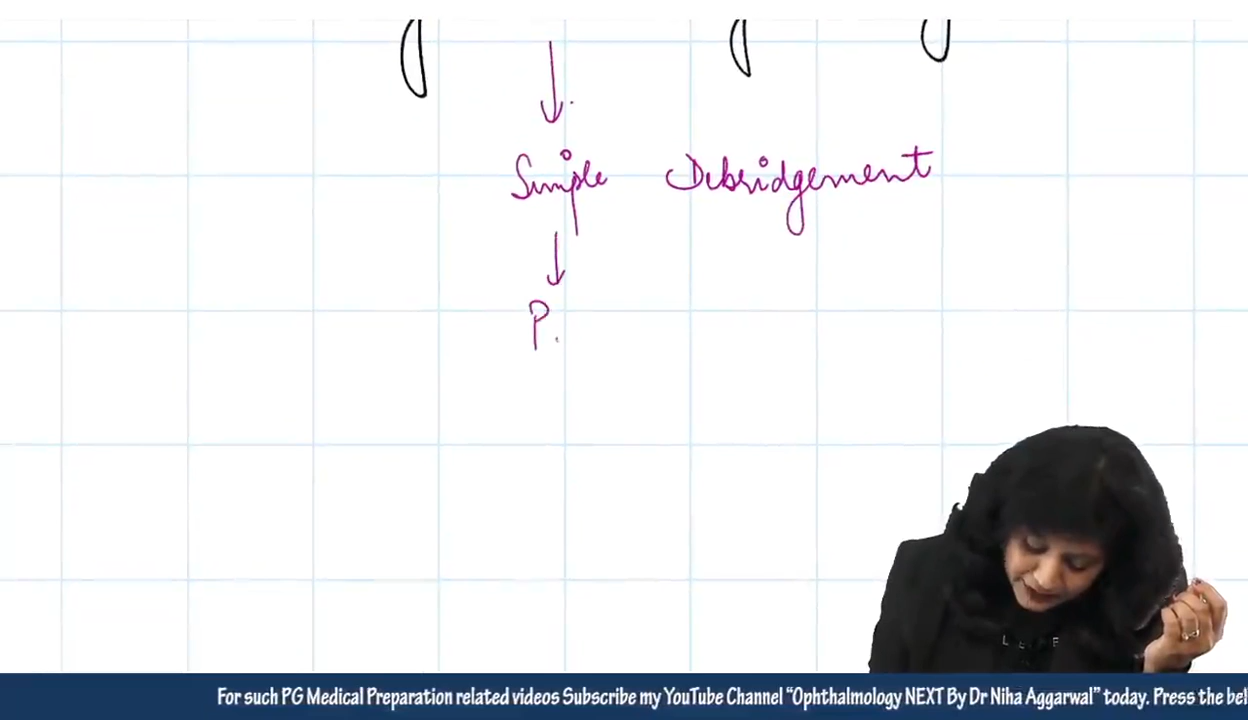 Simple Debridgement
P.
For such PG Medical Preparation related videos Subscribe my YouTube Channel “Ophthalmology NEXT By Dr Niha Aggarwal” today. Press the bel